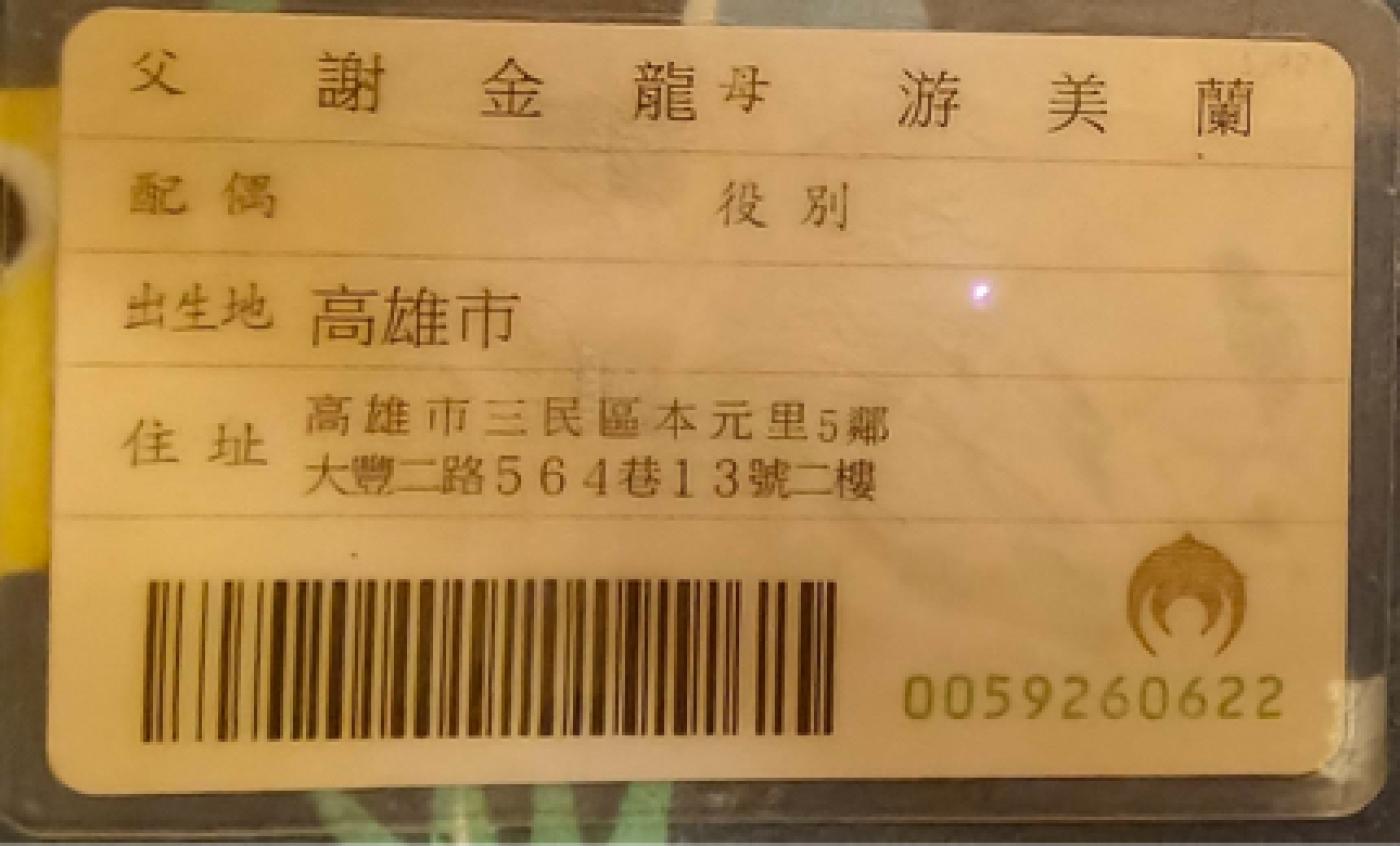 父 謝金龍 母 游美蘭
配偶 役別
出生地 高雄市
住址 高雄市三民區本元里5鄰
大豐二路564巷13號二樓
0059260622